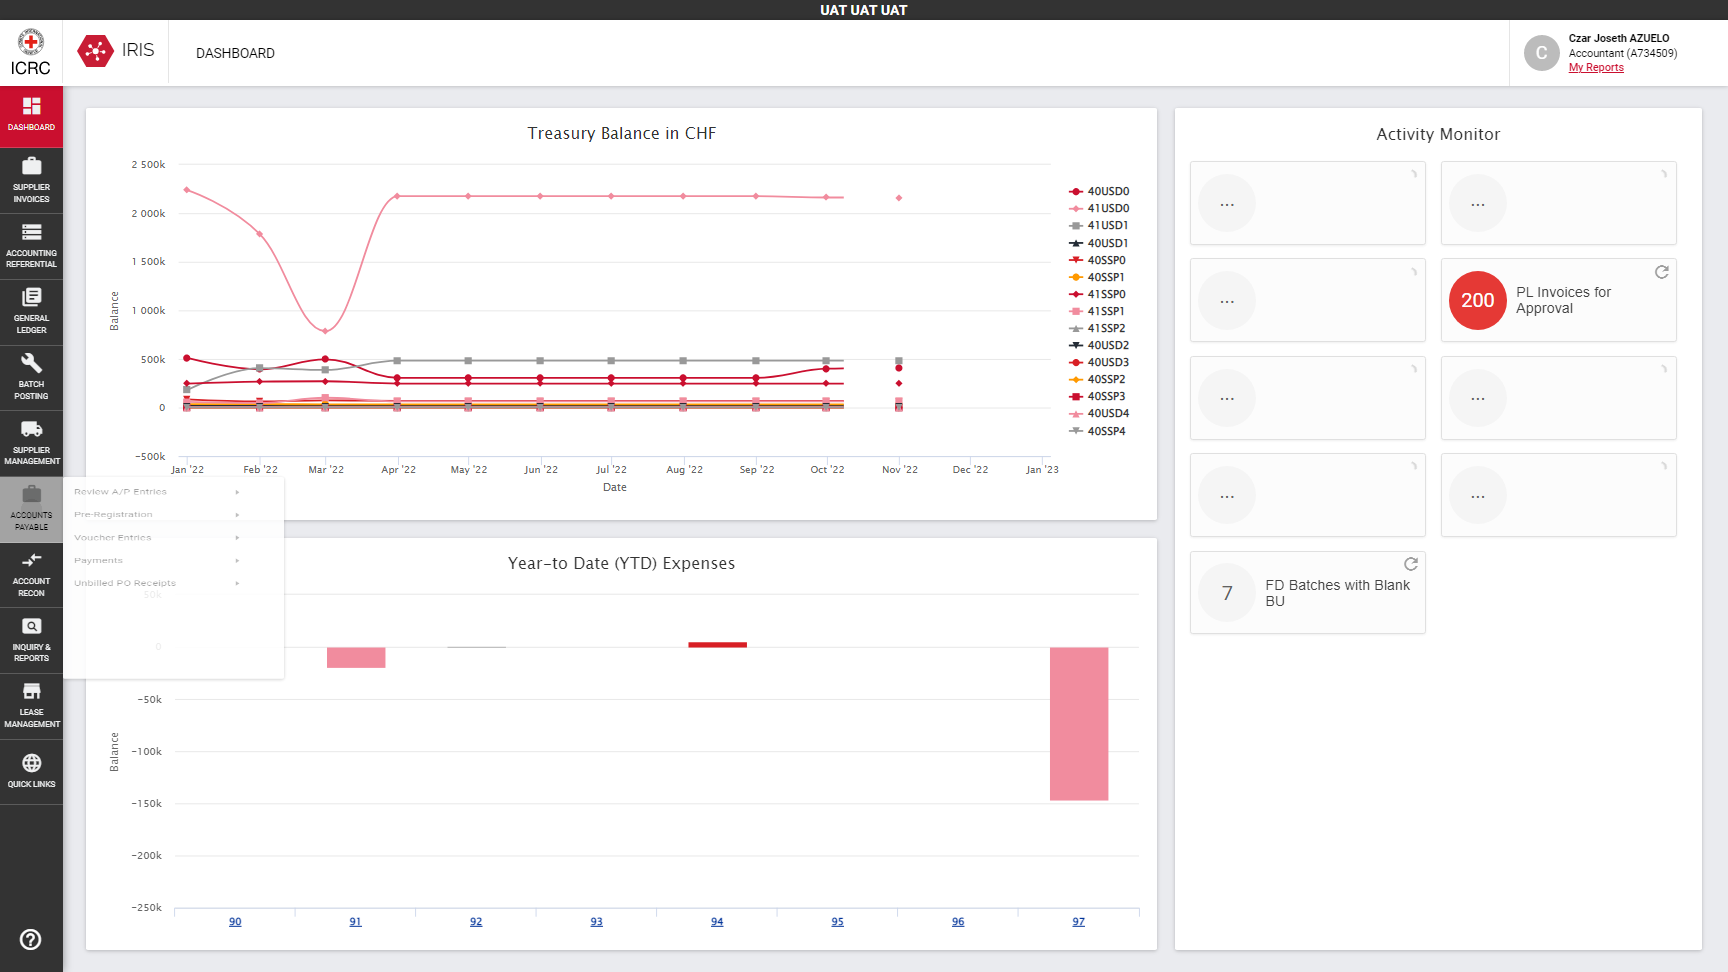 UAT UAT UAT
ICRC
IRIS
DASHBOARD
Czar Joseth AZUELO
Accountant (A734509)
My Reports
C
DASHBOARD
SUPPLIER
INVOICES
ACCOUNTING
REFERENTIAL
GENERAL
LEDGER
BATCH
POSTING
SUPPLIER
MANAGEMENT
ACCOUNTS
PAYABLE
ACCOUNT
RECON
INQUIRY &
REPORTS
LEASE
MANAGEMENT
QUICK LINKS
Review A/P Entries
Pre-Registration
Voucher Entries
Payments
Unbilled PO Receipts
Treasury Balance in CHF
2 500k
2 000k
1 500k
1 000k
500k
0
−500k
Balance
Jan '22
Feb '22
Mar '22
Apr '22
May '22
Jun '22
Jul '22
Aug '22
Sep '22
Oct '22
Nov '22
Dec '22
Jan '23
Date
40USD0
41USD0
41USD1
40USD1
40SSP0
40SSP1
41SSP0
41SSP1
41SSP2
40USD2
40USD3
40SSP2
40SSP3
40USD4
40SSP4
Year-to Date (YTD) Expenses
50k
0
−50k
−100k
−150k
−200k
−250k
Balance
90
91
92
93
94
95
96
97
Activity Monitor
...
...
...
200
PL Invoices for
Approval
...
...
...
...
7
FD Batches with Blank
BU